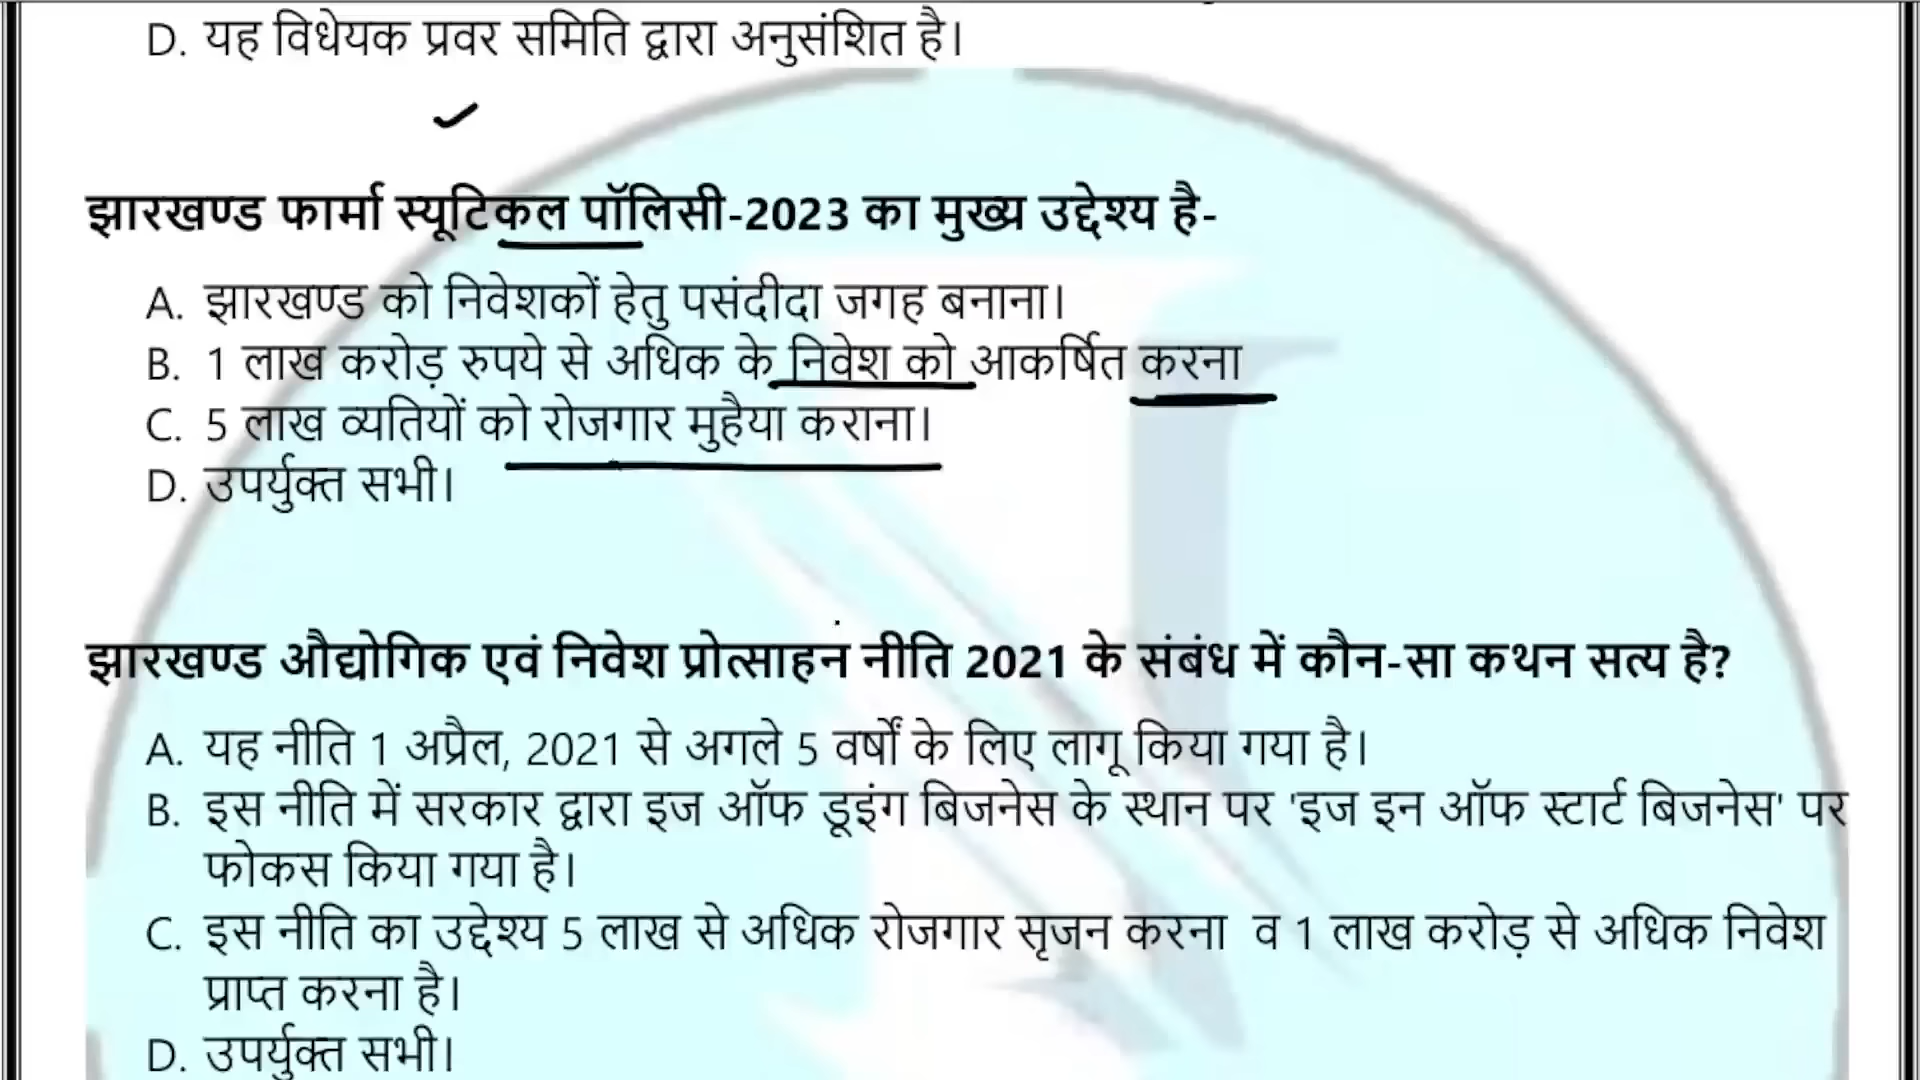 D. यह विधेयक प्रवर समिति द्वारा अनुसंशित है।
झारखण्ड फार्मा स्यूटिकल पॉलिसी-2023 का मुख्य उद्देश्य है-
A. झारखण्ड को निवेशकों हेतु पसंदीदा जगह बनाना।
B. 1 लाख करोड़ रुपये से अधिक के निवेश को आकर्षित करना
C. 5 लाख व्यतियों को रोजगार मुहैया कराना।
D. उपर्युक्त सभी।
झारखण्ड औद्योगिक एवं निवेश प्रोत्साहन नीति 2021 के संबंध में कौन-सा कथन सत्य है?
A. यह नीति 1 अप्रैल, 2021 से अगले 5 वर्षों के लिए लागू किया गया है।
B. इस नीति में सरकार द्वारा इज ऑफ डूइंग बिजनेस के स्थान पर 'इज इन ऑफ स्टार्ट बिजनेस' पर
फोकस किया गया है।
C. इस नीति का उद्देश्य 5 लाख से अधिक रोजगार सृजन करना व 1 लाख करोड़ से अधिक निवेश
प्राप्त करना है।
D. उपर्युक्त सभी।